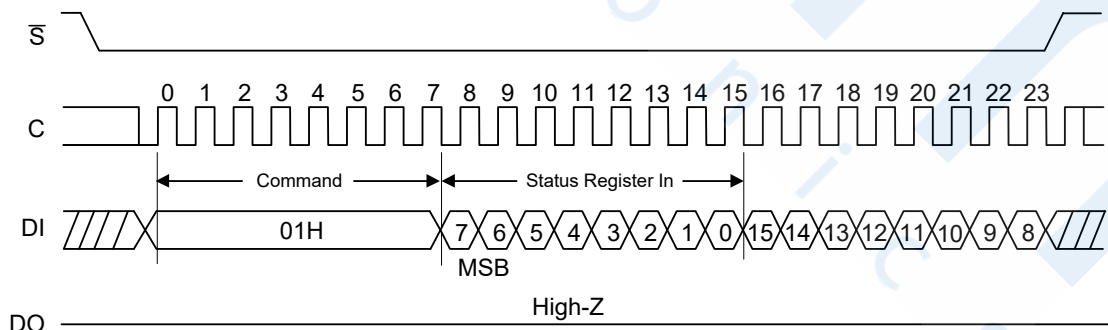 S̅
0 1 2 3 4 5 6 7 8 9 10 11 12 13 14 15 16 17 18 19 20 21 22 23
C
Command Status Register In
DI 01H 7 6 5 4 3 2 1 0 15 14 13 12 11 10 9 8
MSB
High-Z
DO